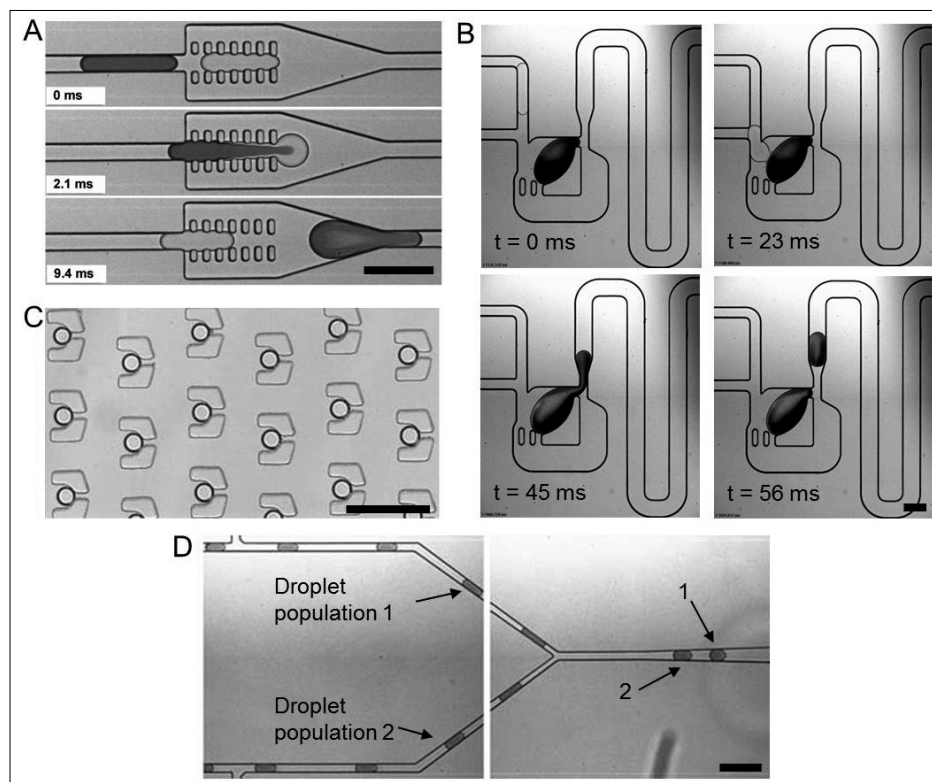 A
0 ms
2.1 ms
9.4 ms
B
t = 0 ms
t = 23 ms
t = 45 ms
t = 56 ms
C
D
Droplet
population 1
Droplet
population 2
1
2